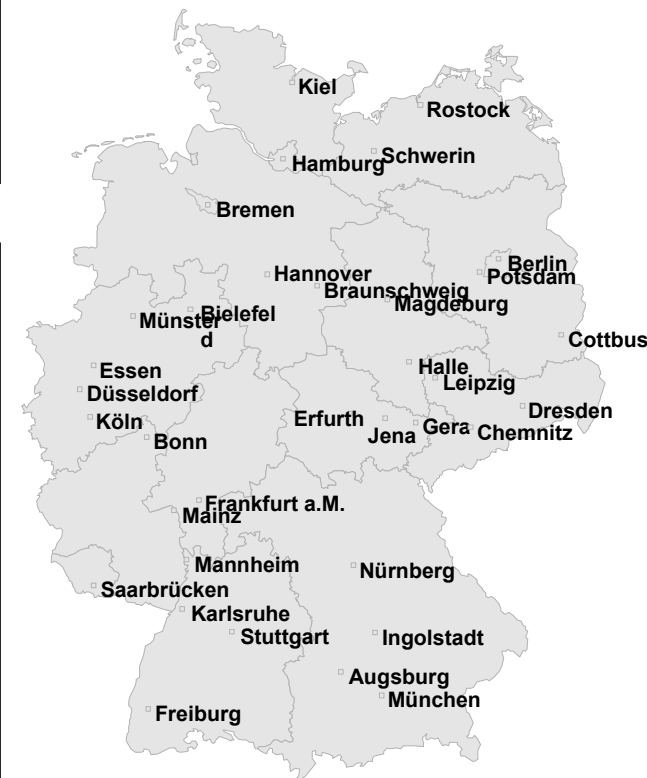 Kiel
Rostock
Hamburg
Schwerin
Bremen
Berlin
Potsdam
Hannover
Braunschweig
Magdeburg
Bielefel
d
Münster
Cottbus
Essen
Halle
Leipzig
Düsseldorf
Köln
Erfurth
Jena
Gera
Dresden
Chemnitz
Bonn
Frankfurt a.M.
Mainz
Mannheim
Nürnberg
Saarbrücken
Karlsruhe
Stuttgart
Ingolstadt
Augsburg
München
Freiburg